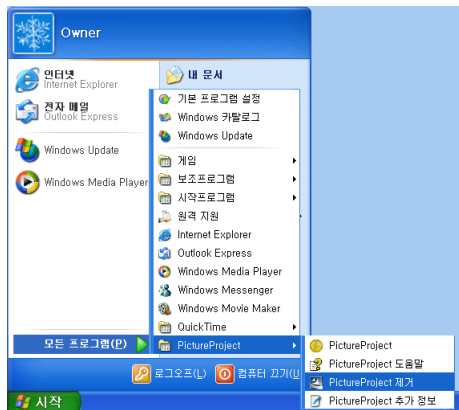 Owner
인터넷
Internet Explorer
전자 메일
Outlook Express
Windows Update
Windows Media Player
모든 프로그램(P)
내 문서
기본 프로그램 설정
Windows 카탈로그
Windows Update
게임
보조프로그램
시작프로그램
원격 지원
Internet Explorer
Outlook Express
Windows Media Player
Windows Messenger
Windows Movie Maker
QuickTime
PictureProject
PictureProject
PictureProject 도움말
PictureProject 제거
PictureProject 추가 정보
로그오프(L)
컴퓨터 끄기(U
시작